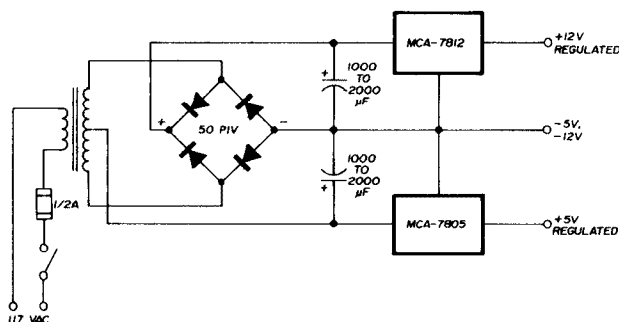 MCA-7812
+12V
REGULATED
+
1000
TO
2000
µF
+
50 PIV
-
-5V,
-12V
1000
TO
2000
µF
+
1/2A
MCA-7805
+5V
REGULATED
117 VAC